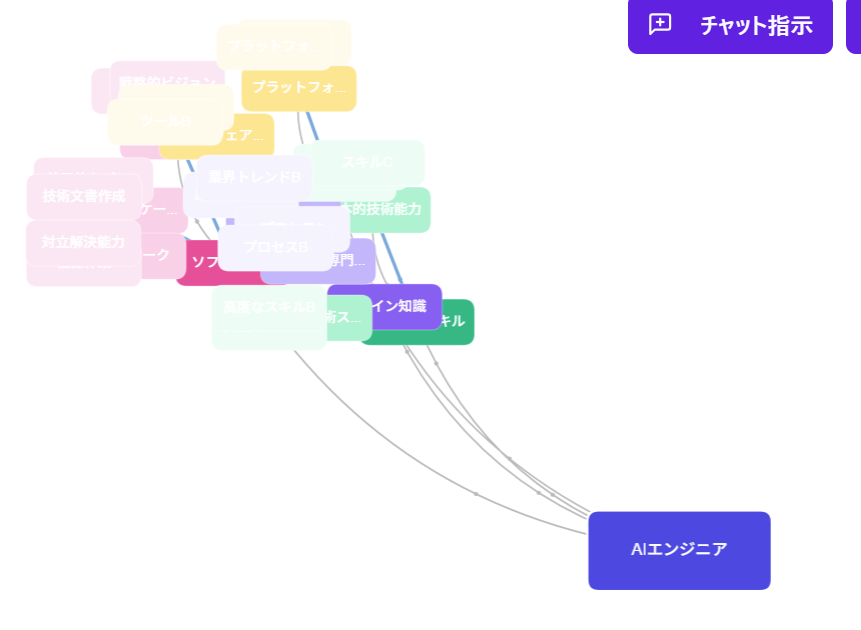 チャット指示
プラットフォ...
戦略的ビジョン
プラットフォ...
ツールB
ェア...
スキルC
業界トレンドB
技術文書作成
ケー...
本的技術能力
対立解決能力
ーク
プロセスB
ソフ
専門...
高度なスキルB
イン知識
術ス...
キル
AIエンジニア